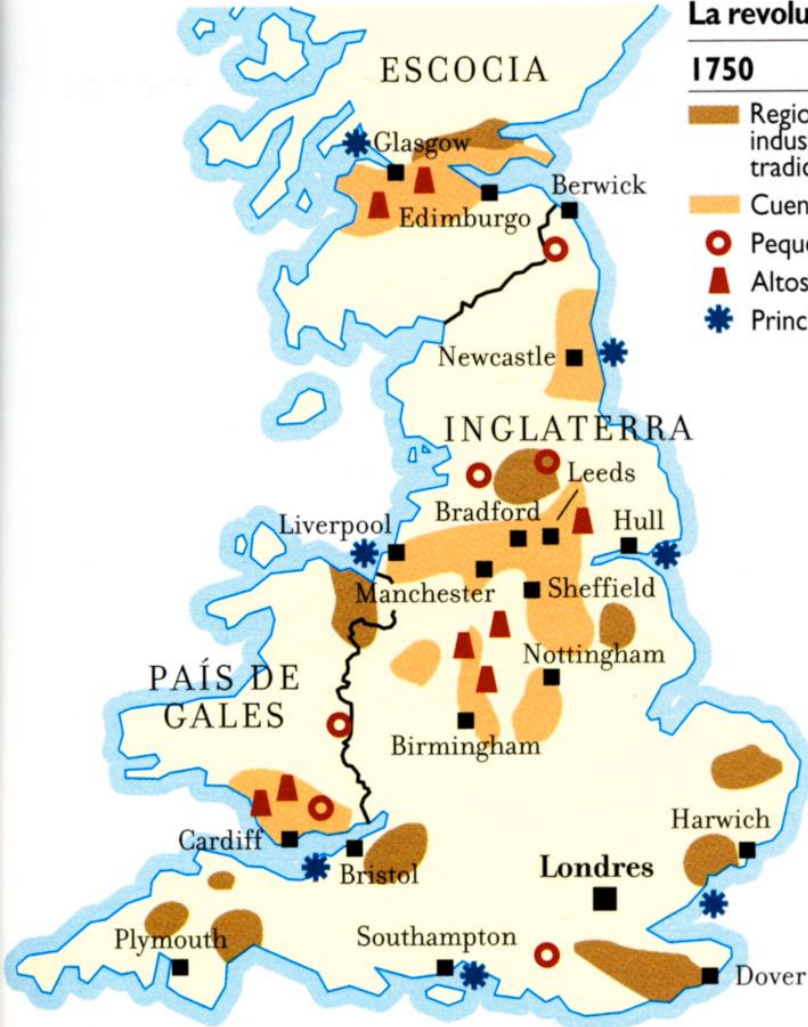 La revolu
1750
Regio
indus
tradic
Cuen
Peque
Altos
Princ
ESCOCIA
Glasgow
Edimburgo
Berwick
Newcastle
INGLATERRA
Leeds
Bradford
Liverpool
Hull
Manchester
Sheffield
Nottingham
PAÍS DE
GALES
Birmingham
Harwich
Cardiff
Bristol
Londres
Plymouth
Southampton
Dover